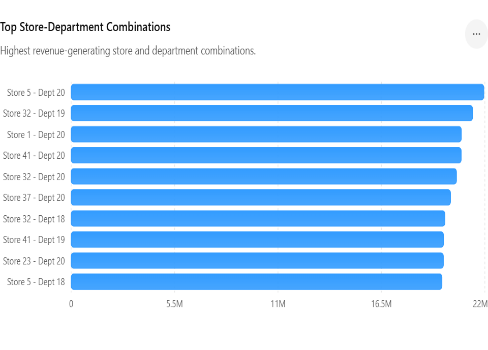 Top Store-Department Combinations
...
Highest revenue-generating store and department combinations.
Store 5 - Dept 20
Store 32 - Dept 19
Store 1 - Dept 20
Store 41 - Dept 20
Store 32 - Dept 20
Store 37 - Dept 20
Store 32 - Dept 18
Store 41 - Dept 19
Store 23 - Dept 20
Store 5 - Dept 18
0 5.5M 11M 16.5M 22M